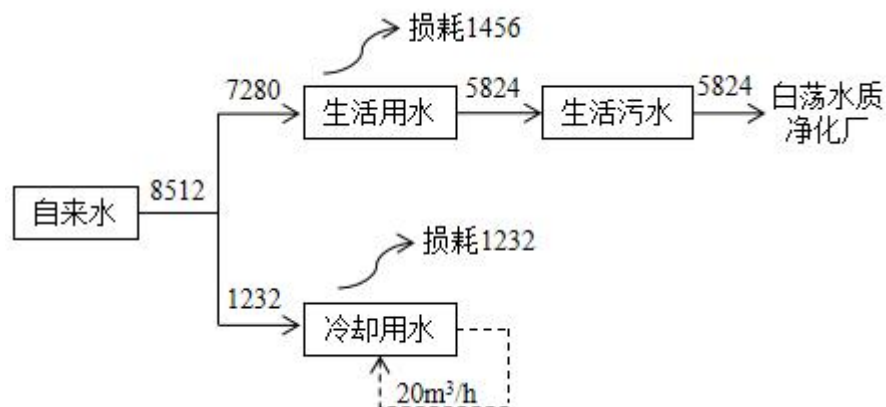 损耗1456
7280
生活用水
5824
生活污水
5824
白荡水质
净化厂
自来水
8512
损耗1232
1232
冷却用水
20m³/h